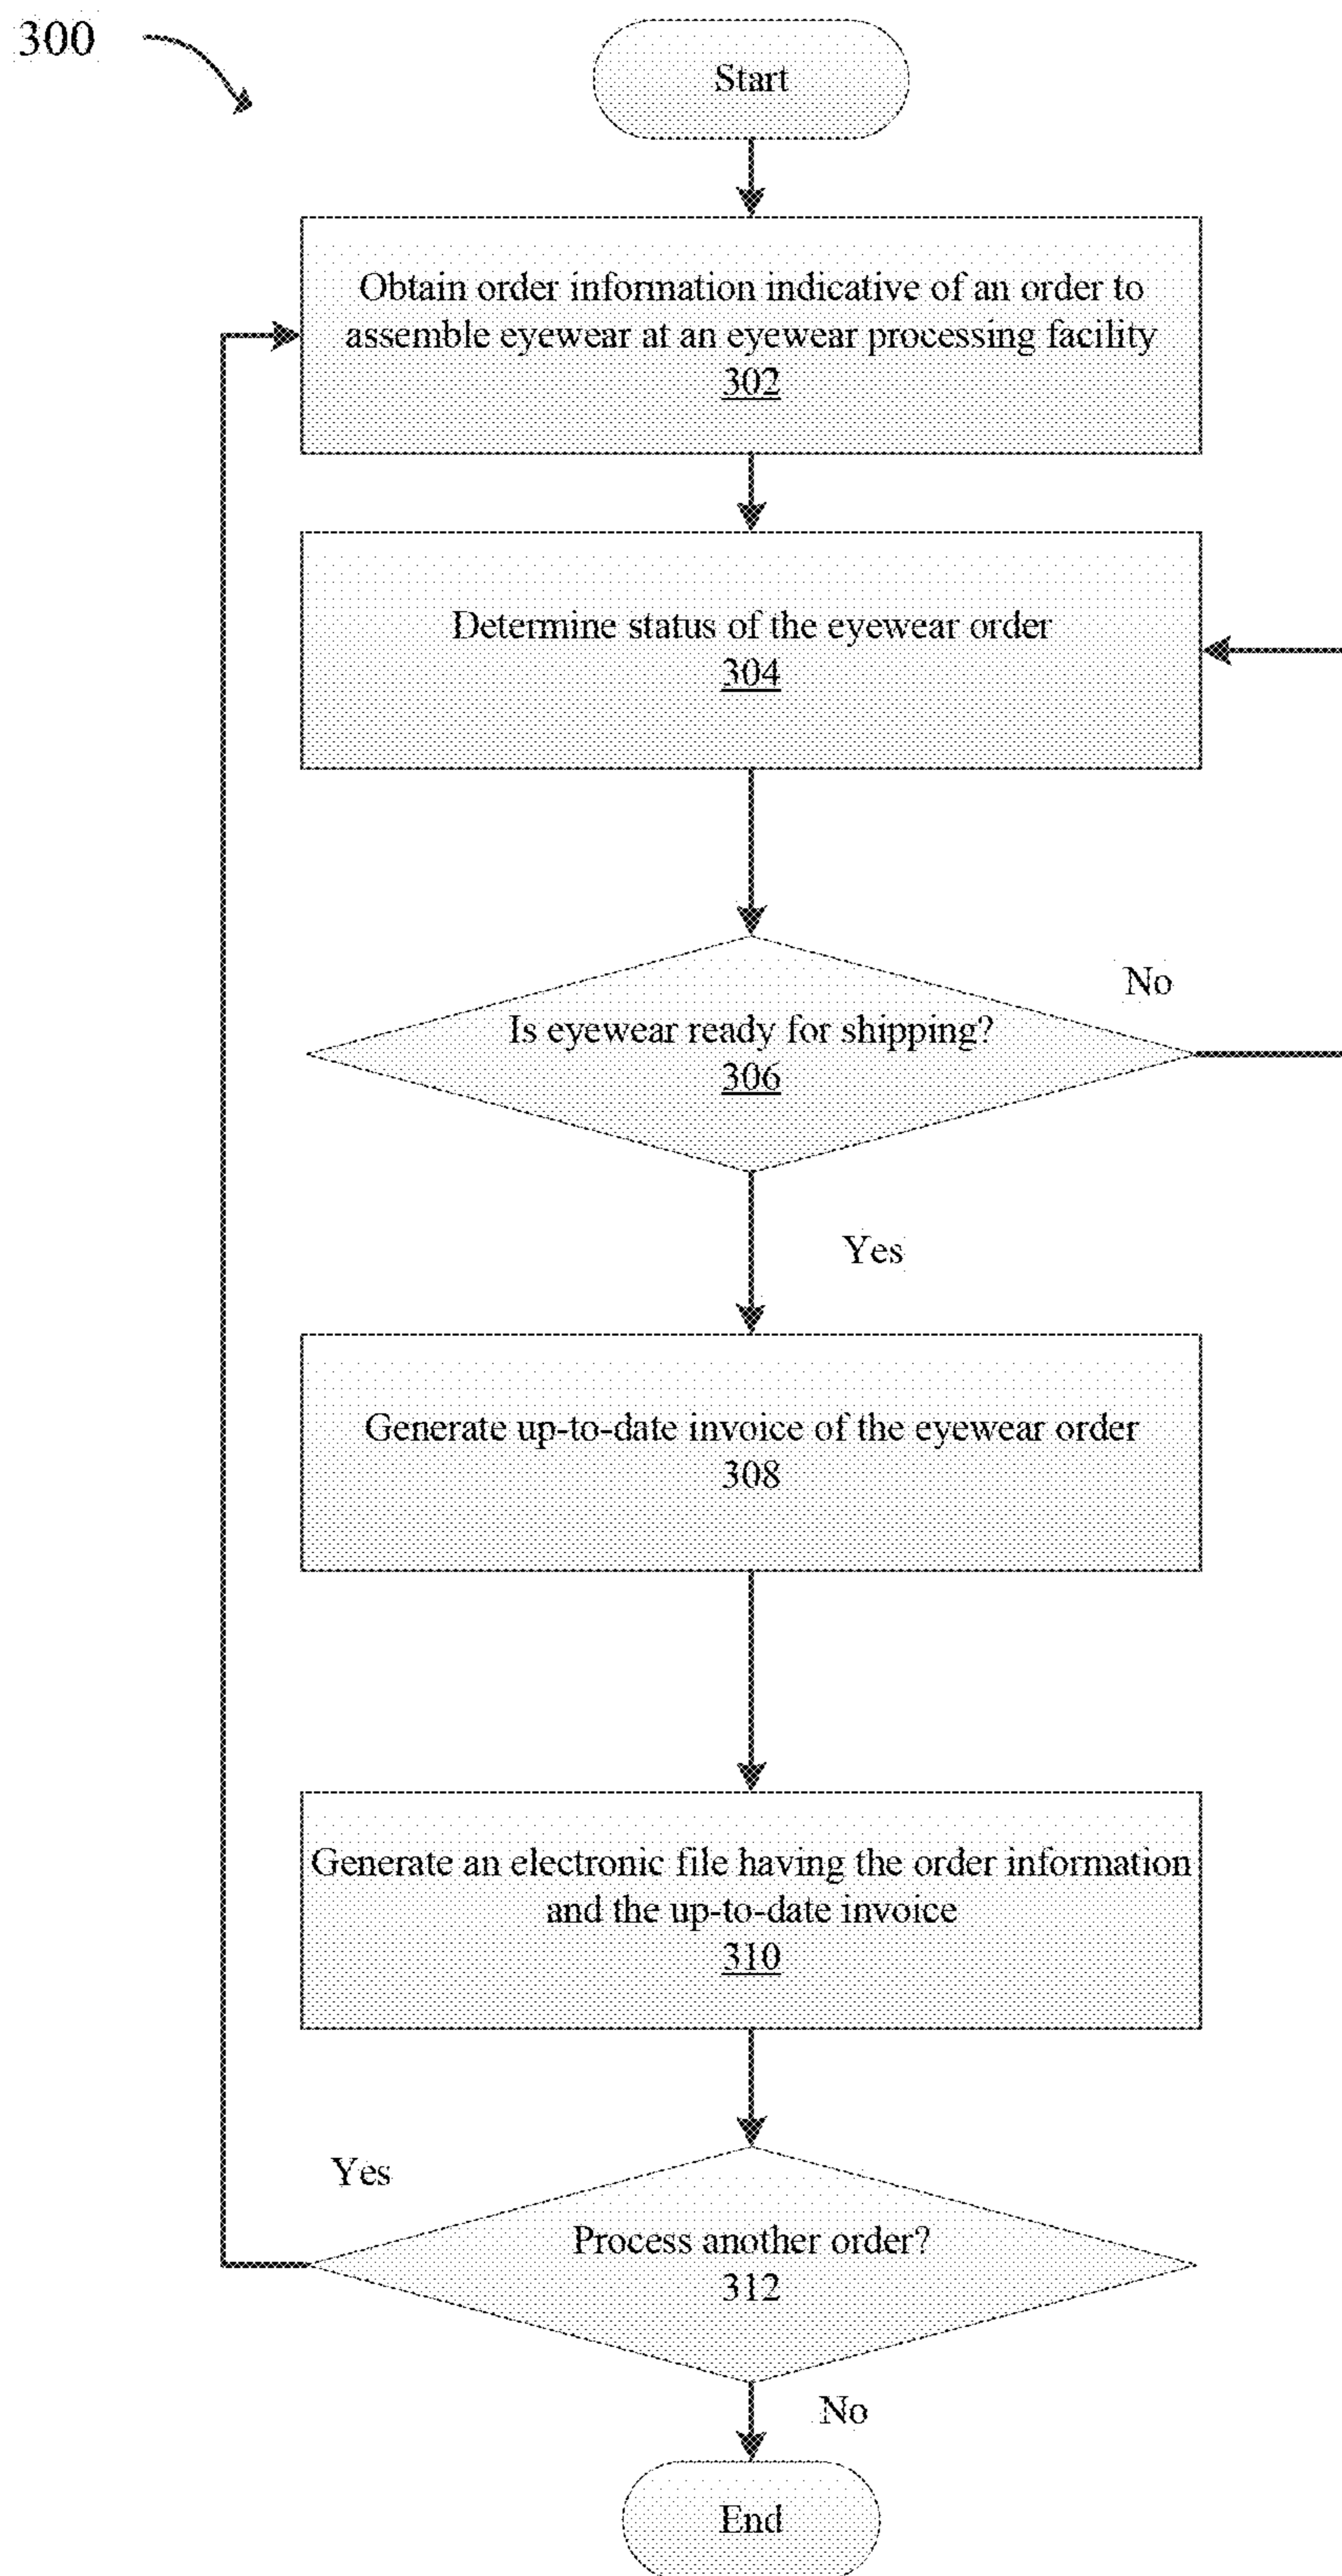 300
Start
Obtain order information indicative of an order to
assemble eyewear at an eyewear processing facility
302
Determine status of the eyewear order
304
No
Is eyewear ready for shipping?
306
Yes
Generate up-to-date invoice of the eyewear order
308
Generate an electronic file having the order information
and the up-to-date invoice
310
Yes
Process another order?
312
No
End